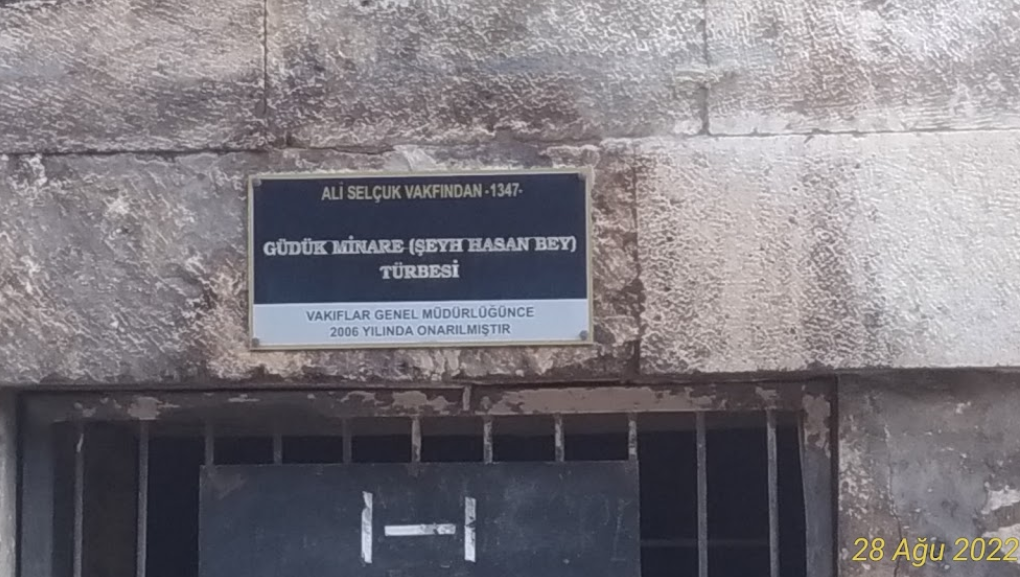 ALİ SELÇUK VAKFINDAN -1347-
GÜDÜK MİNARE (ŞEYH HASAN BEY)
TÜRBESİ
VAKIFLAR GENEL MÜDÜRLÜĞÜNCE
2006 YILINDA ONARILMIŞTIR
28 Ağu 2022